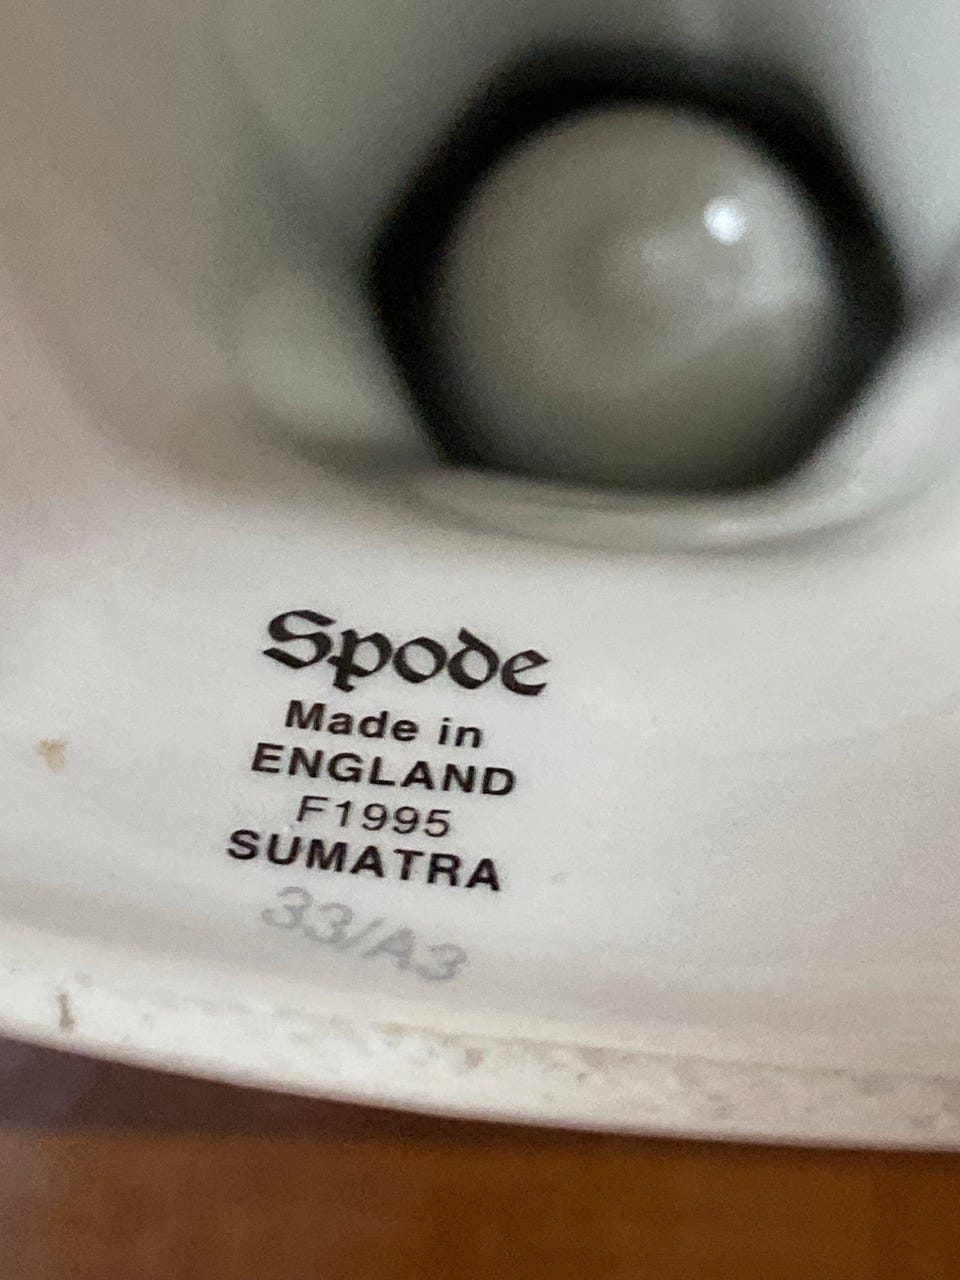 Spode
Made in
ENGLAND
F1995
SUMATRA
33/A3